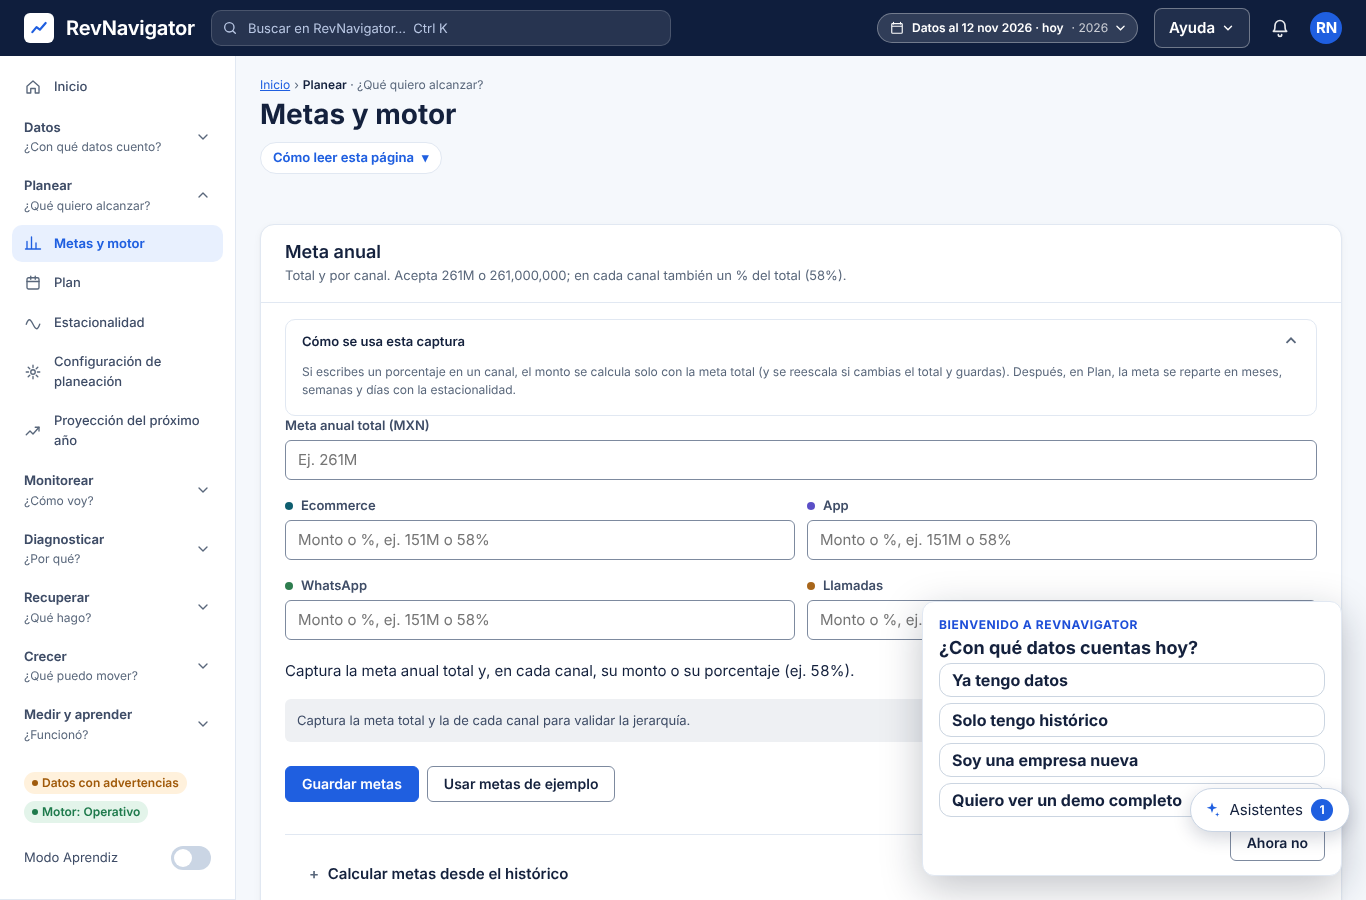 RevNavigator
Buscar en RevNavigator... Ctrl K
Datos al 12 nov 2026 · hoy · 2026
Ayuda
RN
Inicio
Datos
¿Con qué datos cuento?
Planear
¿Qué quiero alcanzar?
Metas y motor
Plan
Estacionalidad
Configuración de
planeación
Proyección del próximo
año
Monitorear
¿Cómo voy?
Diagnosticar
¿Por qué?
Recuperar
¿Qué hago?
Crecer
¿Qué puedo mover?
Medir y aprender
¿Funcionó?
Datos con advertencias
Motor: Operativo
Modo Aprendiz
Inicio › Planear · ¿Qué quiero alcanzar?
Metas y motor
Cómo leer esta página ▾
Meta anual
Total y por canal. Acepta 261M o 261,000,000; en cada canal también un % del total (58%).
Cómo se usa esta captura
Si escribes un porcentaje en un canal, el monto se calcula solo con la meta total (y se reescala si cambias el total y guardas). Después, en Plan, la meta se reparte en meses,
semanas y días con la estacionalidad.
Meta anual total (MXN)
Ej. 261M
Ecommerce
App
Monto o %, ej. 151M o 58%
Monto o %, ej. 151M o 58%
WhatsApp
Llamadas
Monto o %, ej. 151M o 58%
Monto o %, ej.
Captura la meta anual total y, en cada canal, su monto o su porcentaje (ej. 58%).
Captura la meta total y la de cada canal para validar la jerarquía.
Guardar metas
Usar metas de ejemplo
+ Calcular metas desde el histórico
BIENVENIDO A REVNAVIGATOR
¿Con qué datos cuentas hoy?
Ya tengo datos
Solo tengo histórico
Soy una empresa nueva
Quiero ver un demo completo
Asistentes 1
Ahora no